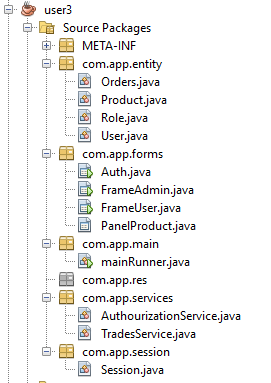 user3
Source Packages
META-INF
com.app.entity
Orders.java
Product.java
Role.java
User.java
com.app.forms
Auth.java
FrameAdmin.java
FrameUser.java
PanelProduct.java
com.app.main
mainRunner.java
com.app.res
com.app.services
AuthourizationService.java
TradesService.java
com.app.session
Session.java